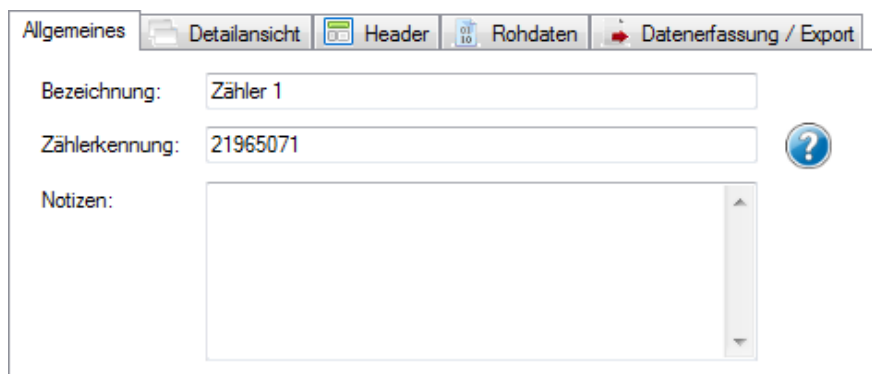 Allgemeines Detailansicht Header Rohdaten Datenerfassung / Export
Bezeichnung: Zähler 1
Zählerkennung: 21965071
Notizen: